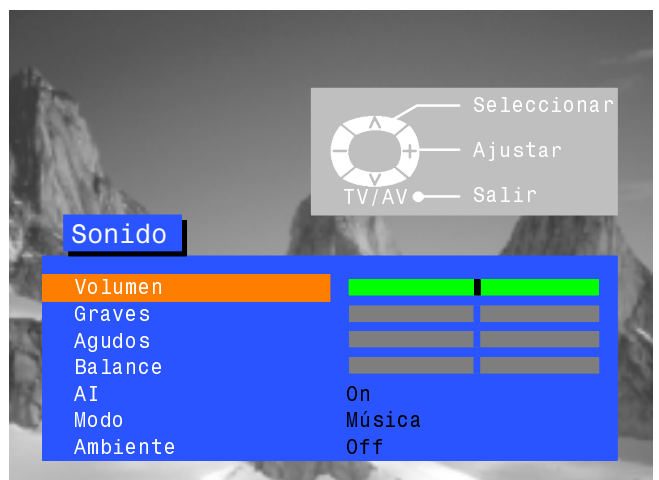 Seleccionar
Ajustar
TV/AV Salir
Sonido
Volumen
Graves
Agudos
Balance
AI On
Modo Música
Ambiente Off